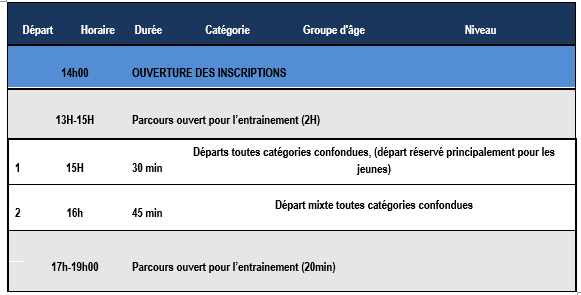 Départ Horaire Durée Catégorie Groupe d'âge Niveau
14h00 OUVERTURE DES INSCRIPTIONS
13H-15H Parcours ouvert pour l'entrainement (2H)
Départs toutes catégories confondues, (départ réservé principalement pour les
1 15H 30 min jeunes)
2 16h 45 min Départ mixte toutes catégories confondues
17h-19h00 Parcours ouvert pour l'entrainement (20min)